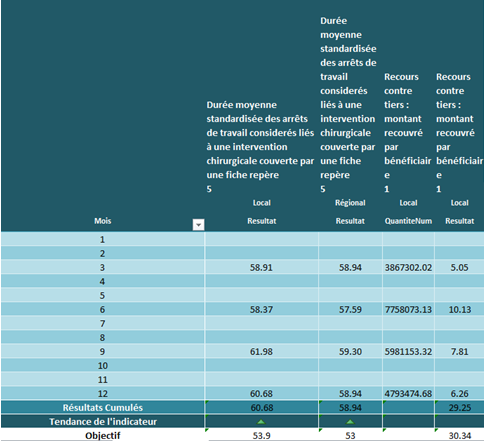 Durée moyenne standardisée des arrêts de travail considérés liés à une intervention chirurgicale couverte par une fiche repère
5
Durée moyenne standardisée des arrêts de travail considérés liés à une intervention chirurgicale couverte par une fiche repère
5
Recours contre tiers : montant recouvré par bénéficiaire
1
Recours contre tiers : montant recouvré par bénéficiaire
1
Local Régional Local Local
Mois Resultat Resultat QuantiteNum Resultat
1
2
3 58.91 58.94 3867302.02 5.05
4
5
6 58.37 57.59 7758073.13 10.13
7
8
9 61.98 59.30 5981153.32 7.81
10
11
12 60.68 58.94 4793474.68 6.26
Résultats Cumulés 60.68 58.94 29.25
Tendance de l'indicateur
Objectif 53.9 53 30.34